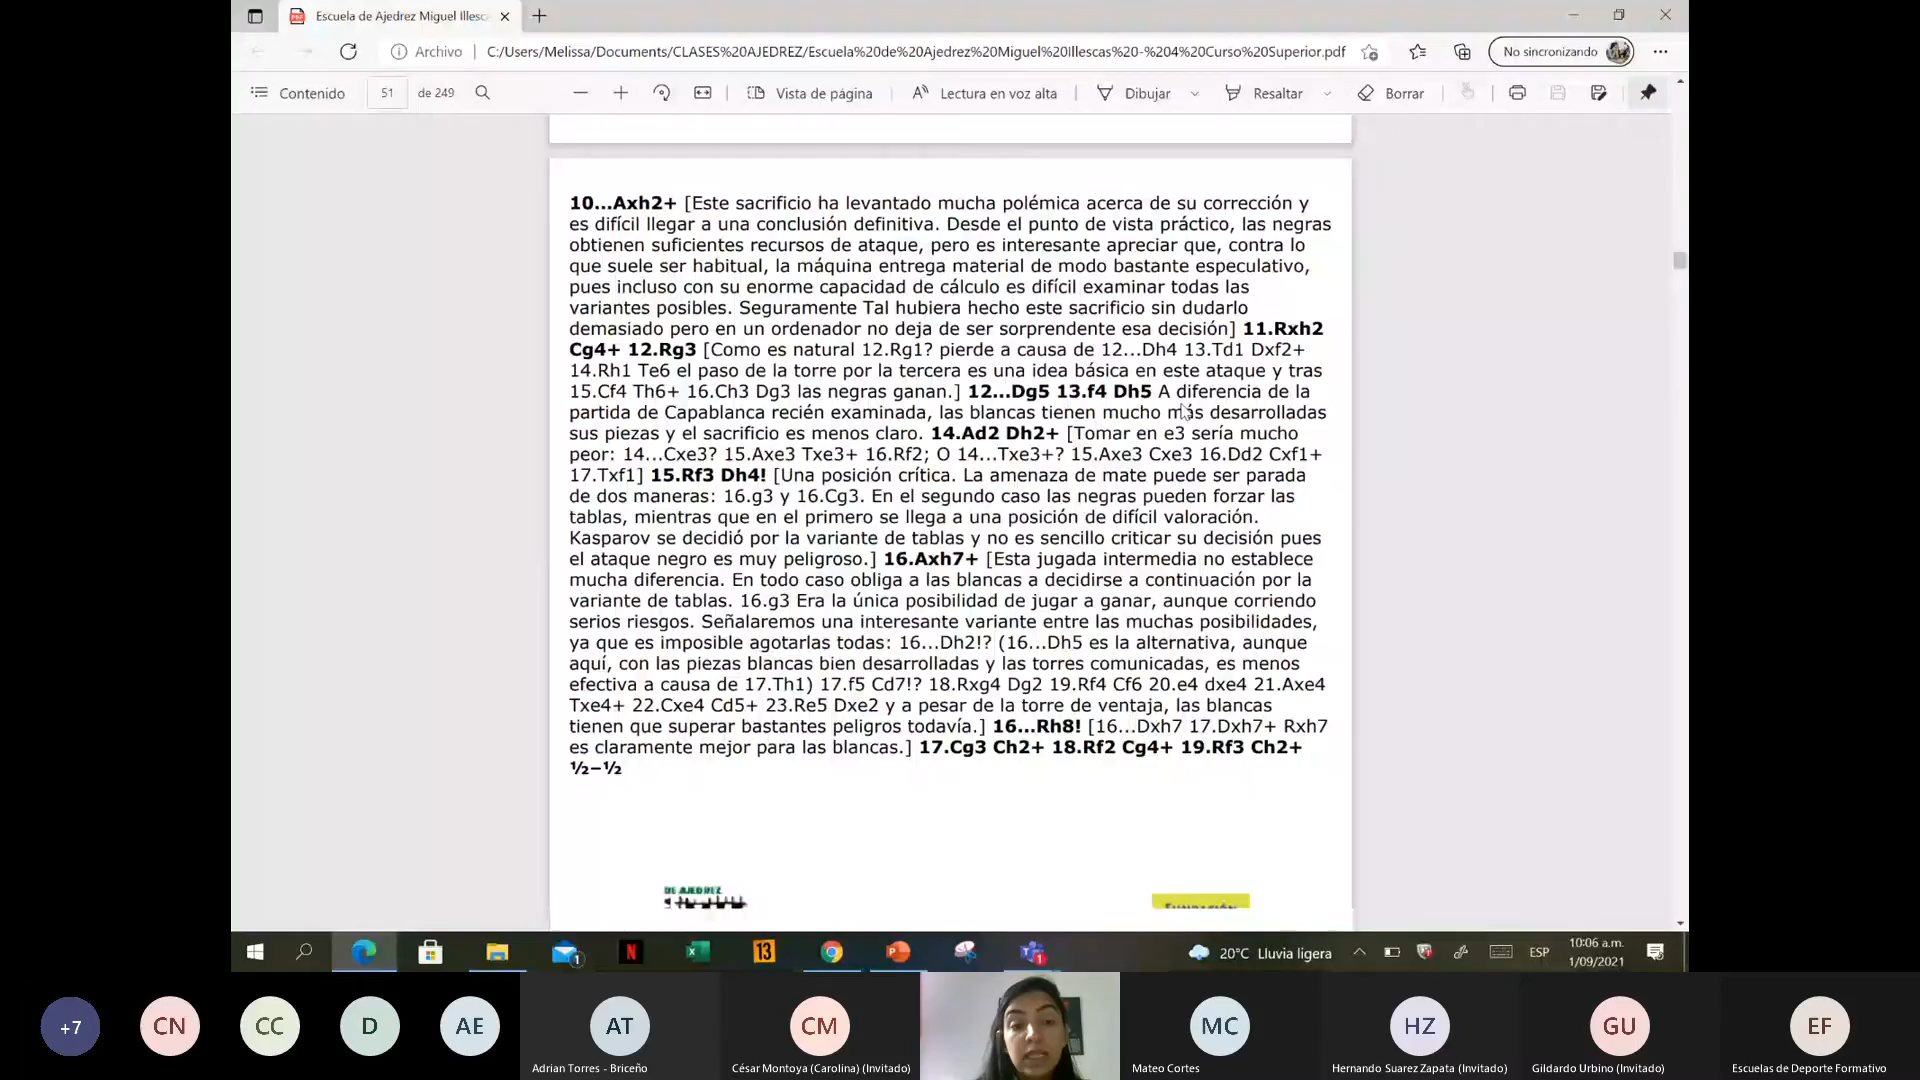 Escuela de Ajedrez Miguel Illesc
Archivo
C:/Users/Melissa/Documents/CLASES%20AJEDREZ/Escuela%20de%20Ajedrez%20Miguel%20Illescas%20-%204%20Curso%20Superior.pdf
No sincronizando
Contenido
51
de 249
Vista de página
Lectura en voz alta
Dibujar
Resaltar
Borrar
10...Axh2+ [Este sacrificio ha levantado mucha polémica acerca de su corrección y
es difícil llegar a una conclusión definitiva. Desde el punto de vista práctico, las negras
obtienen suficientes recursos de ataque, pero es interesante apreciar que, contra lo
que suele ser habitual, la máquina entrega material de modo bastante especulativo,
pues incluso con su enorme capacidad de cálculo es difícil examinar todas las
variantes posibles. Seguramente Tal hubiera hecho este sacrificio sin dudarlo
demasiado pero en un ordenador no deja de ser sorprendente esa decisión] 11.Rxh2
Cg4+ 12.Rg3 [Como es natural 12.Rg1? pierde a causa de 12...Dh4 13.Td1 Dxf2+
14.Rh1 Te6 el paso de la torre por la tercera es una idea básica en este ataque y tras
15.Cf4 Th6+ 16.Ch3 Dg3 las negras ganan.] 12...Dg5 13.f4 Dh5 A diferencia de la
partida de Capablanca recién examinada, las blancas tienen mucho más desarrolladas
sus piezas y el sacrificio es menos claro. 14.Ad2 Dh2+ [Tomar en e3 sería mucho
peor: 14...Cxe3? 15.Axe3 Txe3+ 16.Rf2; O 14...Txe3+? 15.Axe3 Cxe3 16.Dd2 Cxf1+
17.Txf1] 15.Rf3 Dh4! [Una posición crítica. La amenaza de mate puede ser parada
de dos maneras: 16.g3 y 16.Cg3. En el segundo caso las negras pueden forzar las
tablas, mientras que en el primero se llega a una posición de difícil valoración.
Kasparov se decidió por la variante de tablas y no es sencillo criticar su decisión pues
el ataque negro es muy peligroso.] 16.Axh7+ [Esta jugada intermedia no establece
mucha diferencia. En todo caso obliga a las blancas a decidirse a continuación por la
variante de tablas. 16.g3 Era la única posibilidad de jugar a ganar, aunque corriendo
serios riesgos. Señalaremos una interesante variante entre las muchas posibilidades,
ya que es imposible agotarlas todas: 16...Dh2!? (16...Dh5 es la alternativa, aunque
aquí, con las piezas blancas bien desarrolladas y las torres comunicadas, es menos
efectiva a causa de 17.Th1) 17.f5 Cd7!? 18.Rxg4 Dg2 19.Rf4 Cf6 20.e4 dxe4 21.Axe4
Txe4+ 22.Cxe4 Cd5+ 23.Re5 Dxe2 y a pesar de la torre de ventaja, las blancas
tienen que superar bastantes peligros todavía.] 16...Rh8! [16...Dxh7 17.Dxh7+ Rxh7
es claramente mejor para las blancas.] 17.Cg3 Ch2+ 18.Rf2 Cg4+ 19.Rf3 Ch2+
½–½
DE AJEDREZ
FUNDACIÓN
1
13
1
20°C Lluvia ligera
ESP
10:06 a.m.
1/09/2021
+7
CN
CC
D
AE
AT
CM
MC
HZ
GU
EF
Adrian Torres - Briceño
César Montoya (Carolina) (Invitado)
Mateo Cortes
Hernando Suarez Zapata (Invitado)
Gildardo Urbino (Invitado)
Escuelas de Deporte Formativo